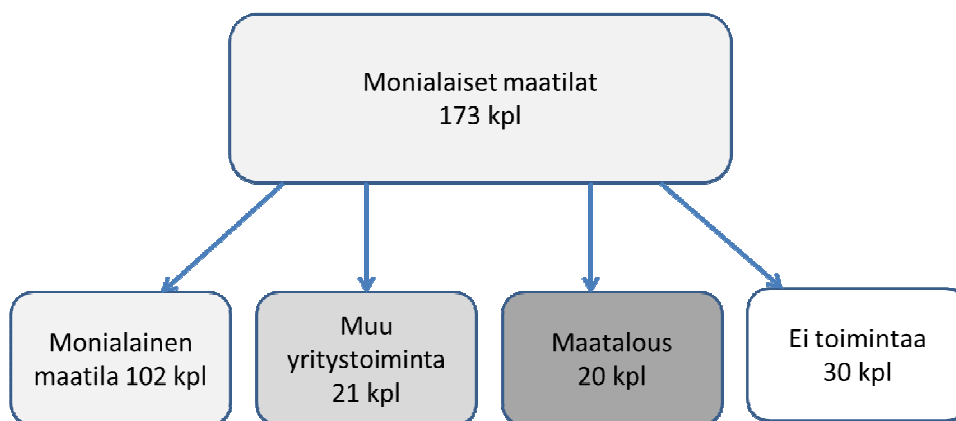 Monialaiset maatilat
173 kpl
Monialainen
maatila 102 kpl
Muu
yritystoiminta
21 kpl
Maatalous
20 kpl
Ei toimintaa
30 kpl